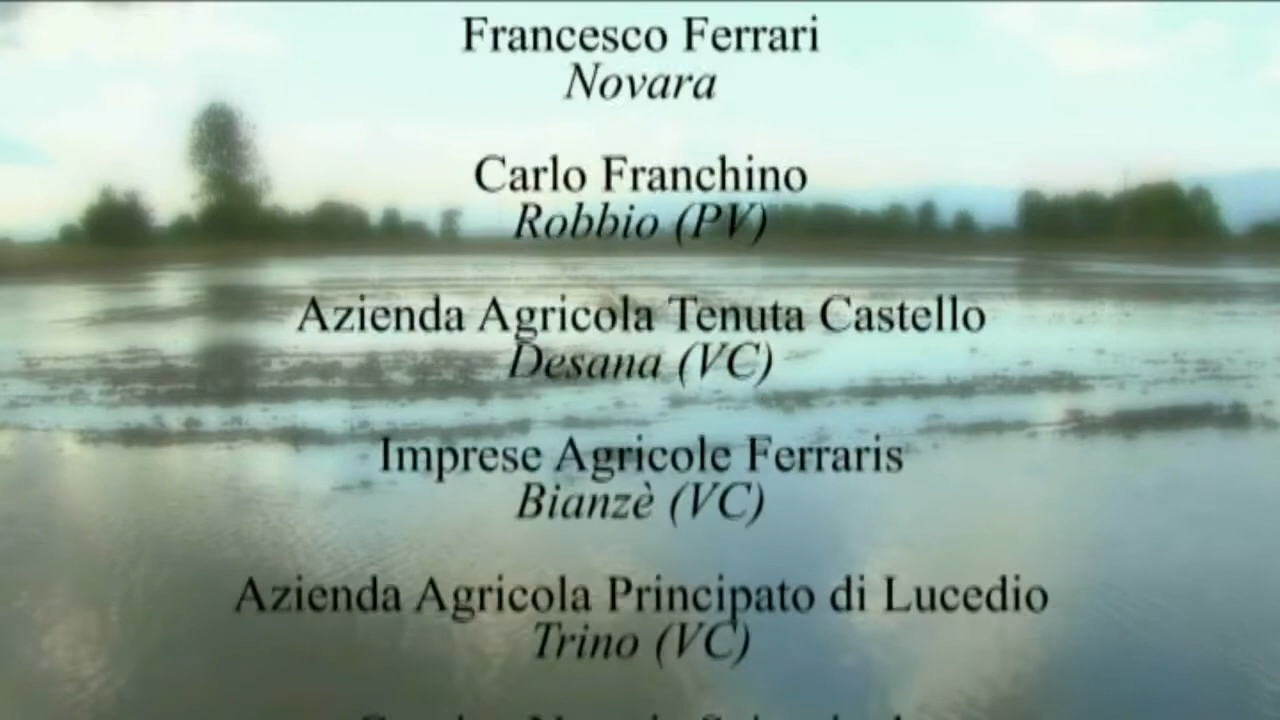 Francesco Ferrari
Novara
Carlo Franchino
Robbio (PV)
Azienda Agricola Tenuta Castello
Desana (VC)
Imprese Agricole Ferraris
Bianzè (VC)
Azienda Agricola Principato di Lucedio
Trino (VC)